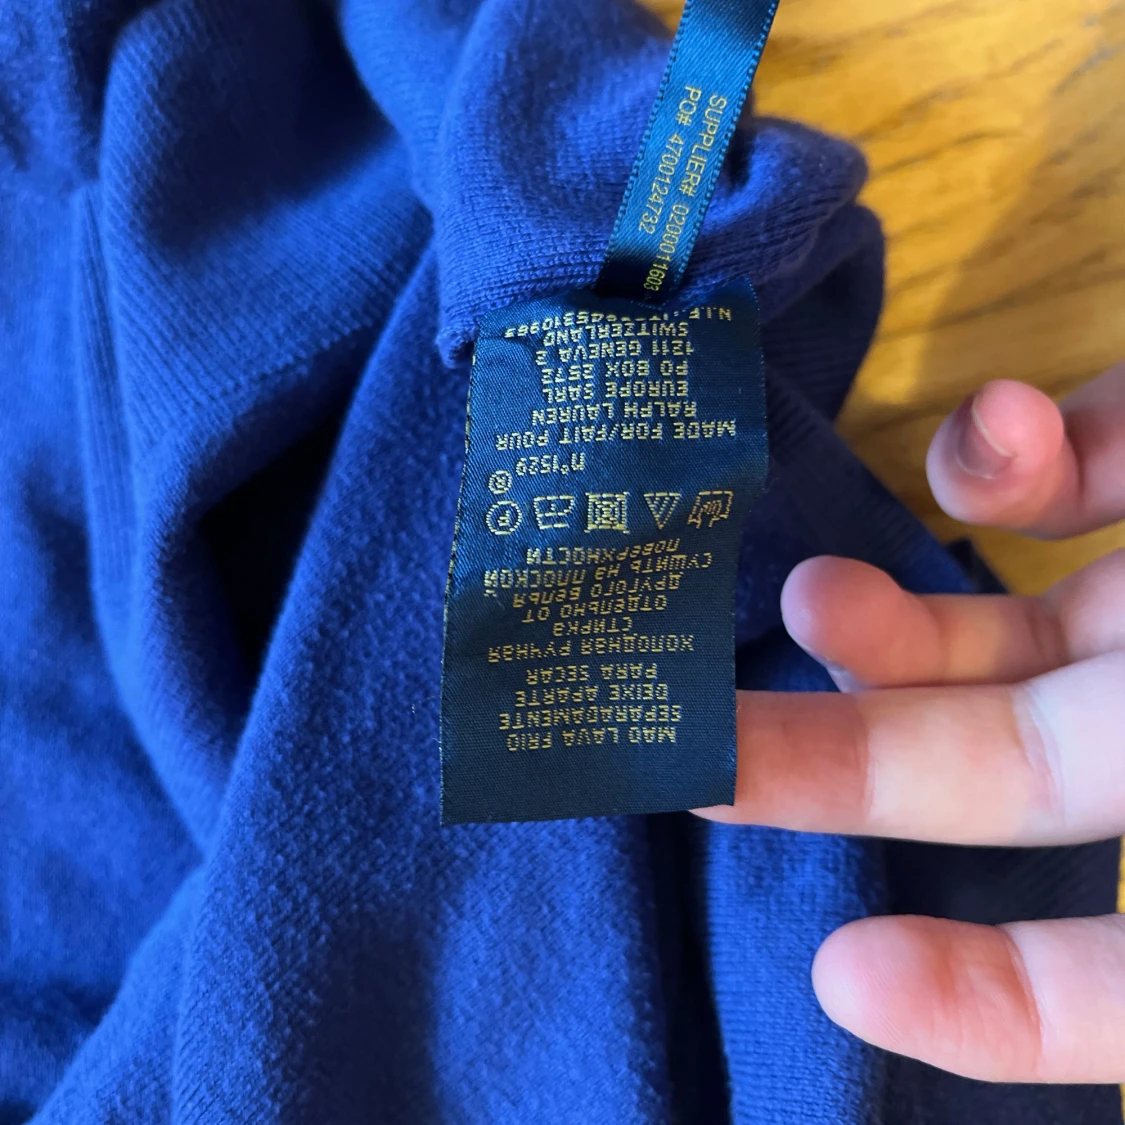 SUPPLIER# 0200011603
PO# 4700124732
MAO LAVA FRIO
SEPARADAMENTE
DEIXE APARTE
PARA SECAR
ХОЛОДНАЯ РУЧНАЯ
СТИРКА
ОТДЕЛЬНО ОТ
ДРУГОГО БЕЛЬЯ
СУШИТЬ НА ПЛОСКОЙ
ПОВЕРХНОСТИ
P
n°1529
MADE FOR/FAIT POUR
RALPH LAUREN
EUROPE SARL
PO BOX 2572
1211 GENEVA 2
SWITZERLAND